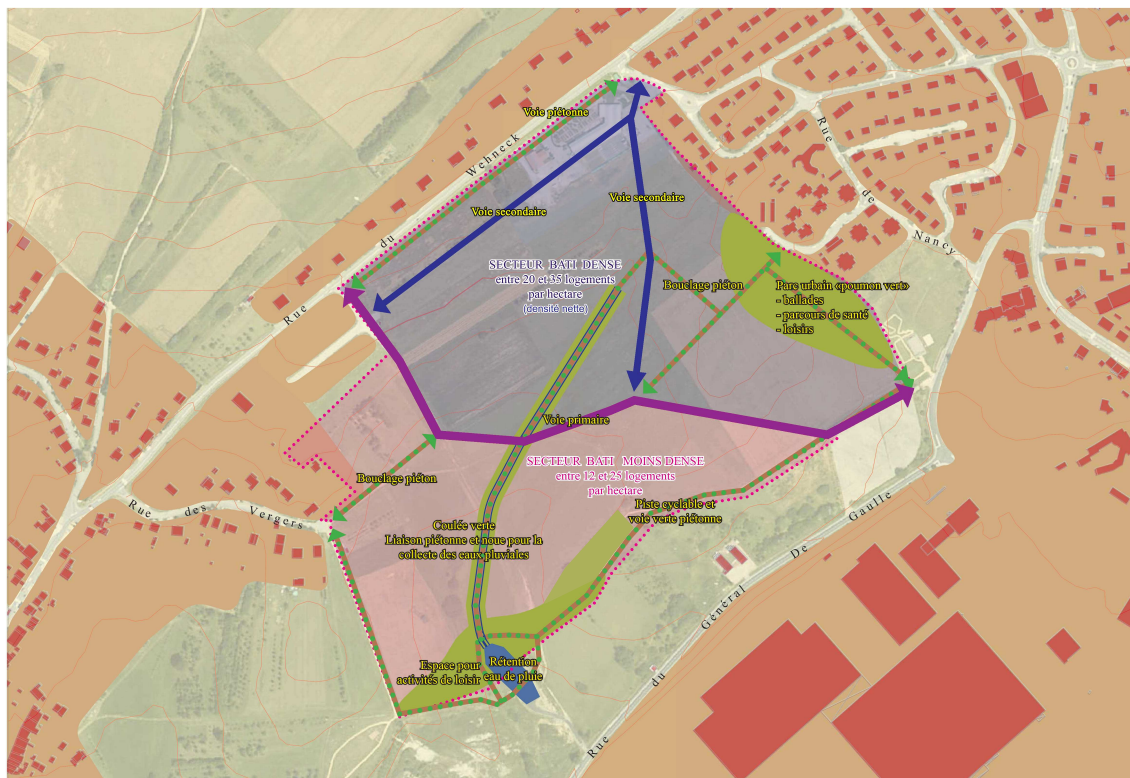 Voie piétonne
Rue du Wehneck
Voie secondaire
Voie secondaire
Rue de Nancy
SECTEUR BATI DENSE
entre 20 et 35 logements
par hectare
(densité nette)
Bouclage piéton
Parc urbain «poumon vert»
- ballades
- parcours de santé
- loisirs
Voie primaire
SECTEUR BATI MOINS DENSE
entre 12 et 25 logements
par hectare
Bouclage piéton
Rue des Vergers
Piste cyclable et
voie verte piétonne
Coulée verte
Liaison piétonne et noue pour la
collecte des eaux pluviales
Rue du Général De Gaulle
Espace pour
activités de loisir
Rétention
eau de pluie